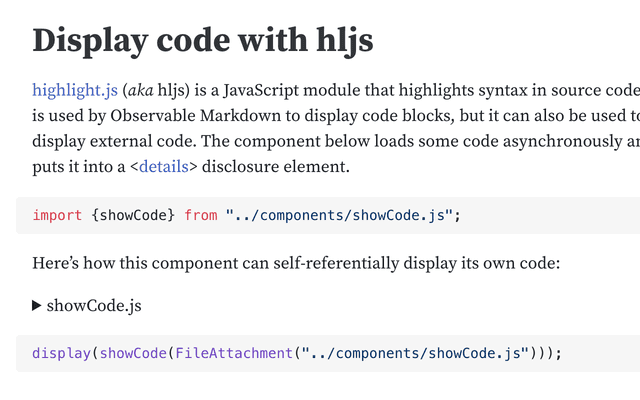 Display code with hljs
highlight.js (aka hljs) is a JavaScript module that highlights syntax in source code
is used by Observable Markdown to display code blocks, but it can also be used to
display external code. The component below loads some code asynchronously
puts it into a <details> disclosure element.
import {showCode} from "../components/showCode.js";
Here’s how this component can self-referentially display its own code:
▶ showCode.js
display(showCode(FileAttachment("../components/showCode.js")));